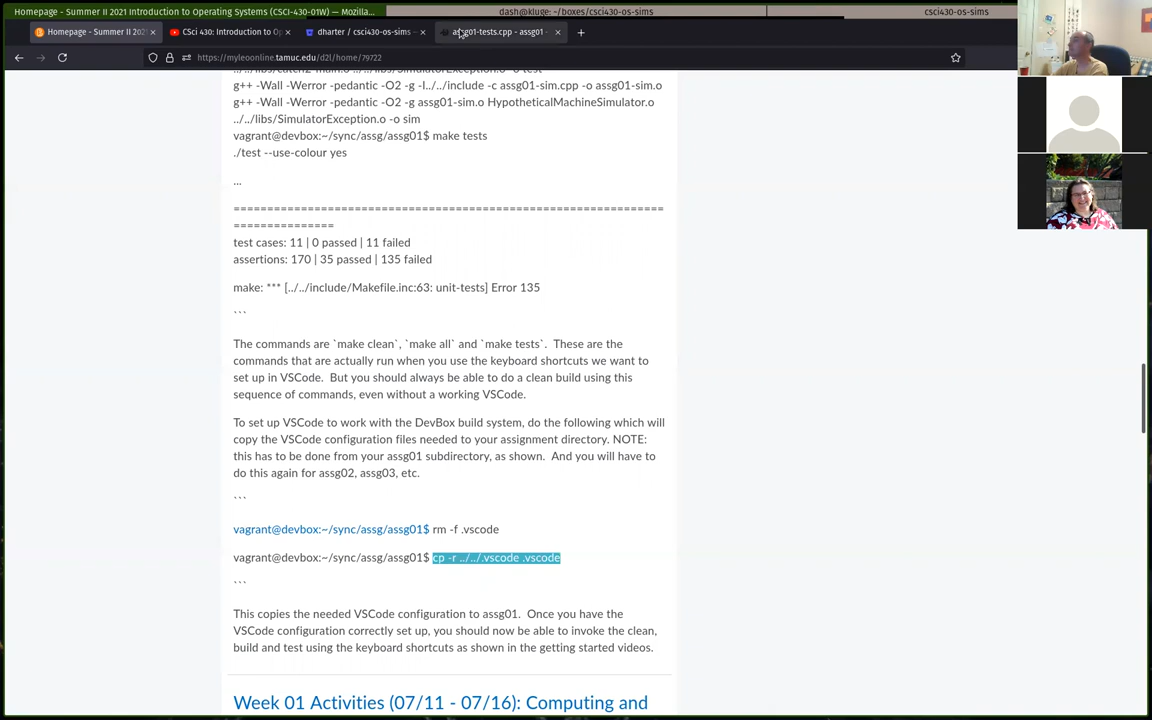 Summer II 2021 Introduction to Operating Systems (CSCI-430-01W) — Mozilla...
dash@kluge: ~/boxes/csci430-os-sims
csci430-os-sims
Homepage - Summer II 202
CSci 430: Introduction to Op
dharter / csci430-os-sims —
assg01-tests.cpp - assg01 -
https://myleoonline.tamuc.edu/d2l/home/79722
../../libs/catch2-main.o ../../libs/SimulatorException.o -o test
g++ -Wall -Werror -pedantic -O2 -g -I../../include -c assg01-sim.cpp -o assg01-sim.o
g++ -Wall -Werror -pedantic -O2 -g assg01-sim.o HypotheticalMachineSimulator.o
../../libs/SimulatorException.o -o sim
vagrant@devbox:~/sync/assg/assg01$ make tests
./test --use-colour yes
...
================================================================
===============
test cases: 11 | 0 passed | 11 failed
assertions: 170 | 35 passed | 135 failed
make: *** [../../include/Makefile.inc:63: unit-tests] Error 135
```
The commands are `make clean`, `make all` and `make tests`.  These are the
commands that are actually run when you use the keyboard shortcuts we want to
set up in VSCode.  But you should always be able to do a clean build using this
sequence of commands, even without a working VSCode.
To set up VSCode to work with the DevBox build system, do the following which will
copy the VSCode configuration files needed to your assignment directory. NOTE:
this has to be done from your assg01 subdirectory, as shown.  And you will have to
do this again for assg02, assg03, etc.
```
vagrant@devbox:~/sync/assg/assg01$ rm -f .vscode
vagrant@devbox:~/sync/assg/assg01$ cp -r ../../.vscode .vscode
```
This copies the needed VSCode configuration to assg01.  Once you have the
VSCode configuration correctly set up, you should now be able to invoke the clean,
build and test using the keyboard shortcuts as shown in the getting started videos.
Week 01 Activities (07/11 - 07/16): Computing and